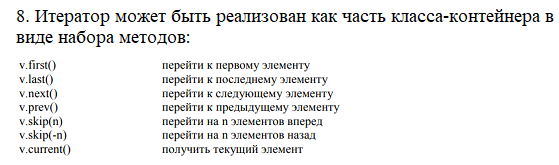 8. Итератор может быть реализован как часть класса-контейнера в
виде набора методов:
v.first() перейти к первому элементу
v.last() перейти к последнему элементу
v.next() перейти к следующему элементу
v.prev() перейти к предыдущему элементу
v.skip(n) перейти на n элементов вперед
v.skip(-n) перейти на n элементов назад
v.current() получить текущий элемент